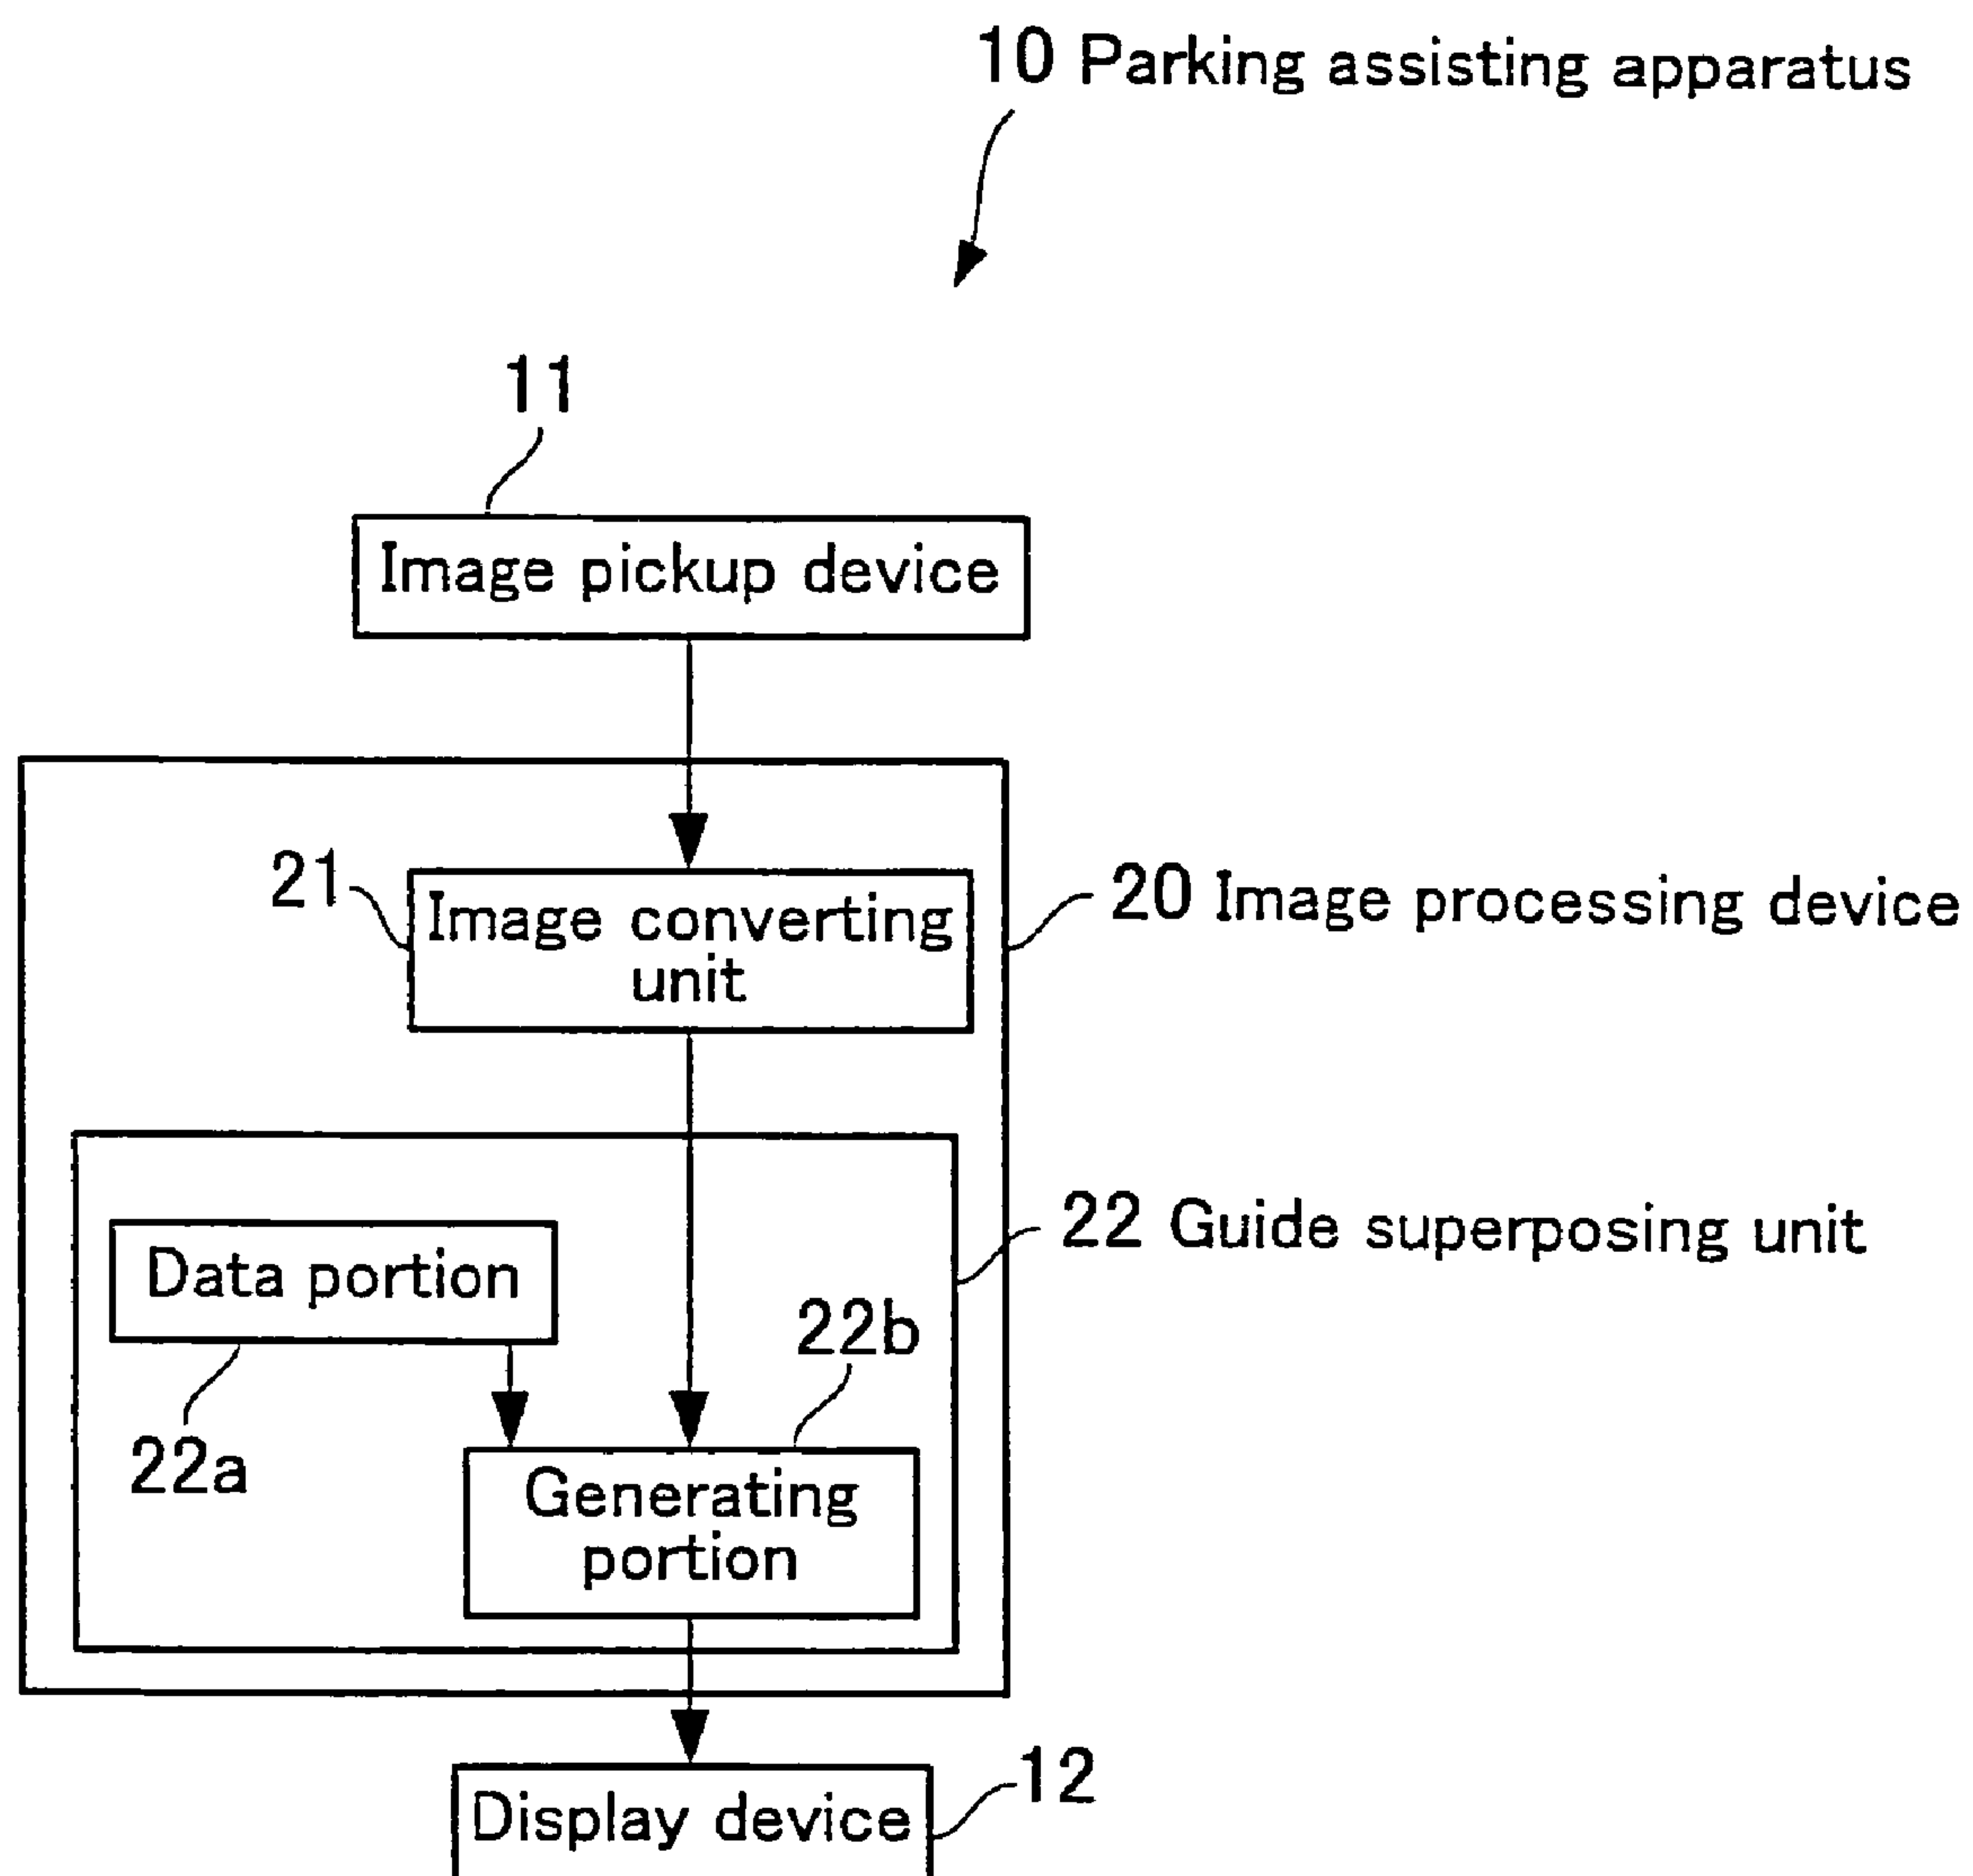 10 Parking assisting apparatus
11
Image pickup device
21
Image converting
unit
20 Image processing device
22 Guide superposing unit
Data portion
22b
22a
Generating
portion
12
Display device